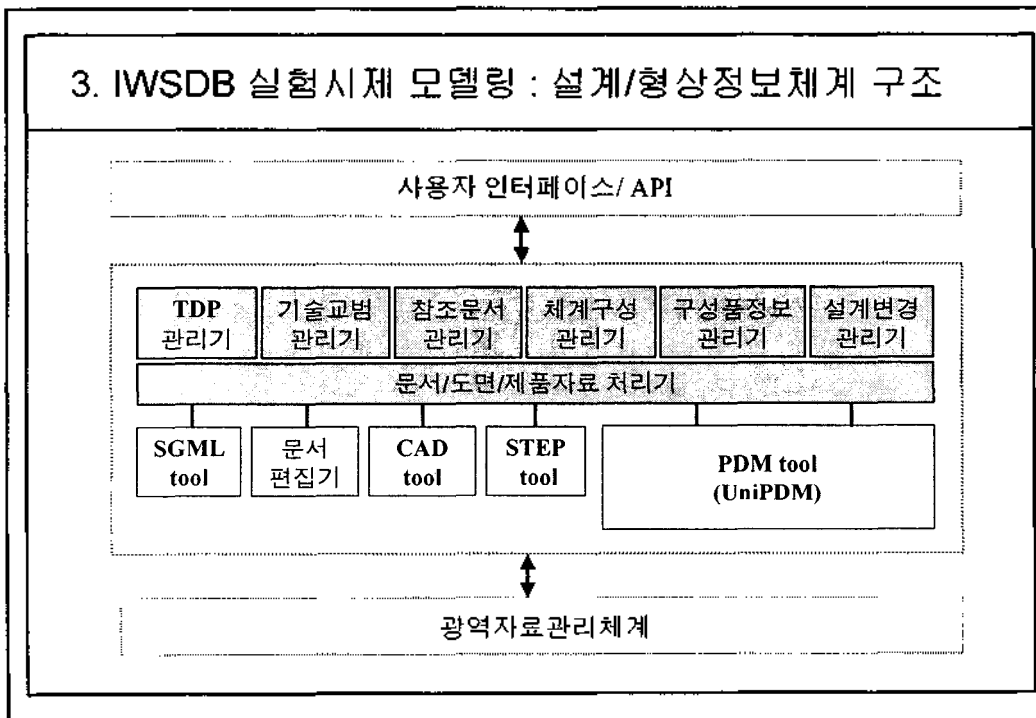 3. IWSDB 실험시제 모델링 : 설계/형상정보체계 구조
사용자 인터페이스/ API
TDP
관리기
기술교범
관리기
참조문서
관리기
체계구성
관리기
구성품정보
관리기
설계변경
관리기
문서/도면/제품자료 처리기
SGML
tool
문서
편집기
CAD
tool
STEP
tool
PDM tool
(UniPDM)
광역자료관리체계